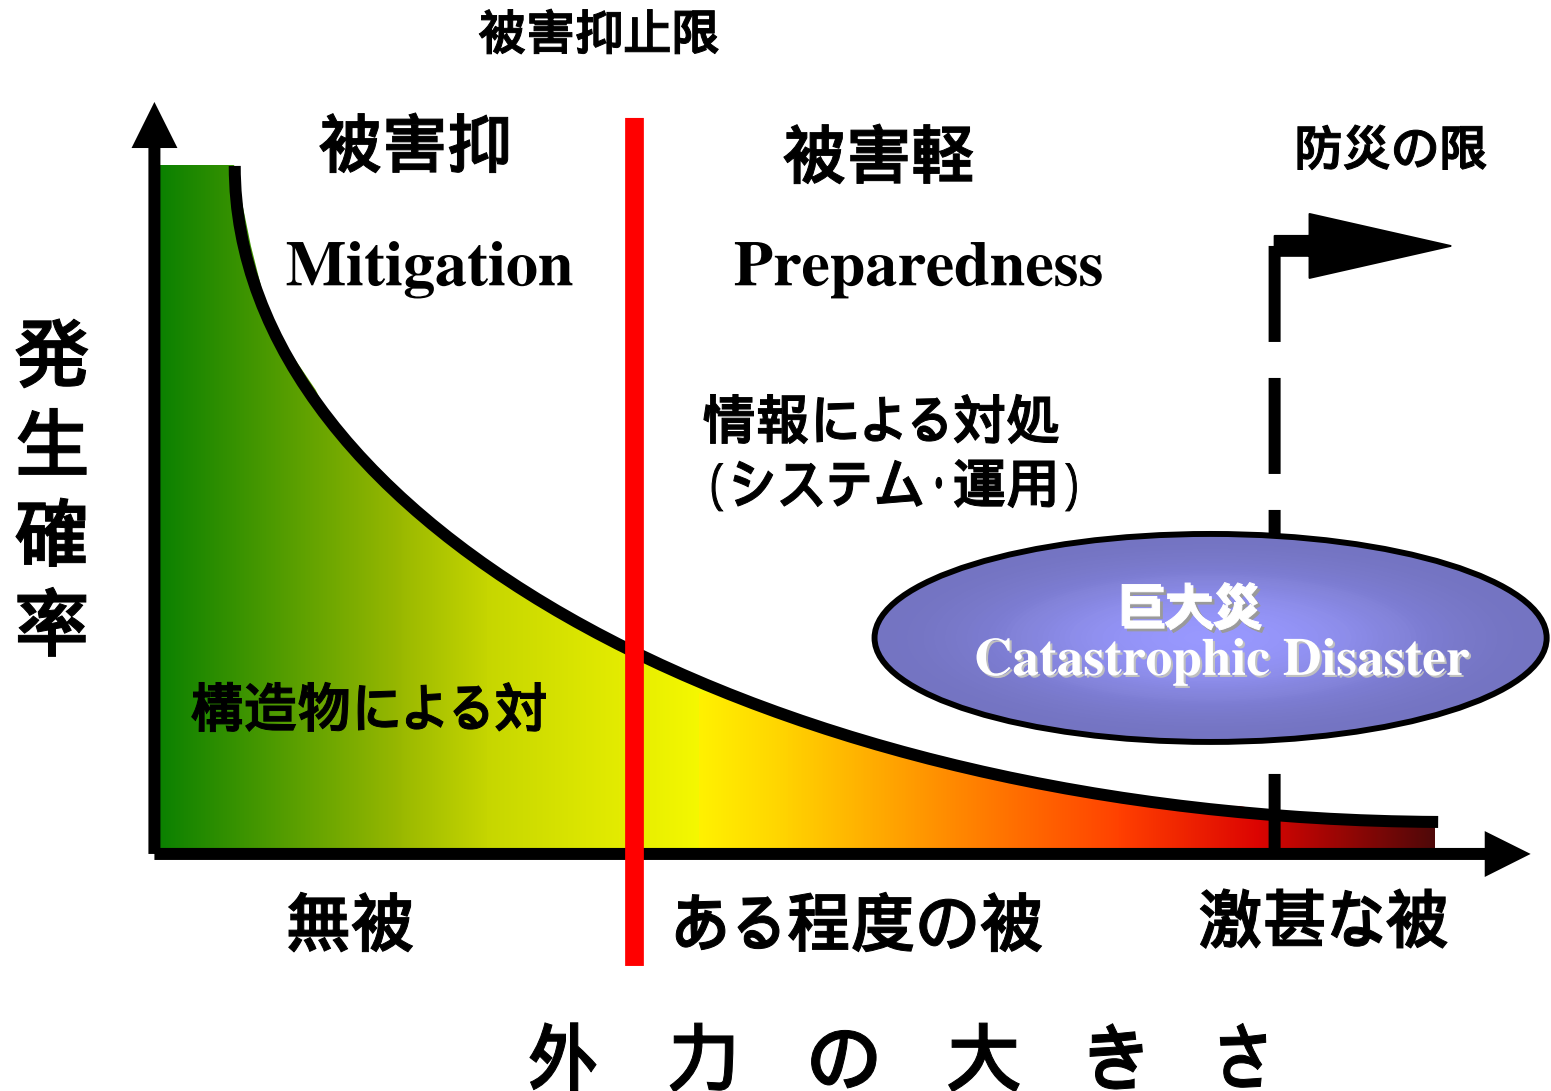 被害抑止限
被害抑
Mitigation
被害軽
Preparedness
防災の限
発生確率
情報による対処
(システム・運用)
巨大災
Catastrophic Disaster
構造物による対
無被
ある程度の被
激甚な被
外力の大きさ